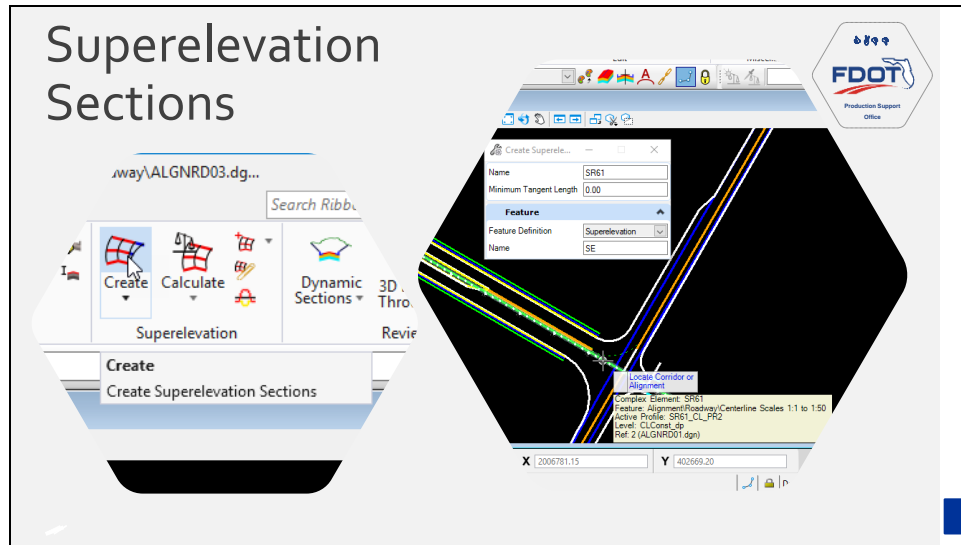 Superelevation
Sections
FDOT
Production Support
Office
way\ALGNRD03.dg...
Search Ribb
Create
Calculate
Dynamic
Sections
3D
Thro
Superelevation
Revie
Create
Create Superelevation Sections
Create Superele...
Name
SR61
Minimum Tangent Length
0.00
Feature
Feature Definition
Superelevation
Name
SE
Locate Corridor or
Alignment
Complex Element: SR61
Feature: Alignment\Roadway\Centerline Scales 1:1 to 1:50
Active Profile: SR61_CL_PR2
Level: CLConst_dp
Ref: 2 (ALGNRD01.dgn)
X 2006781.15
Y 402669.20